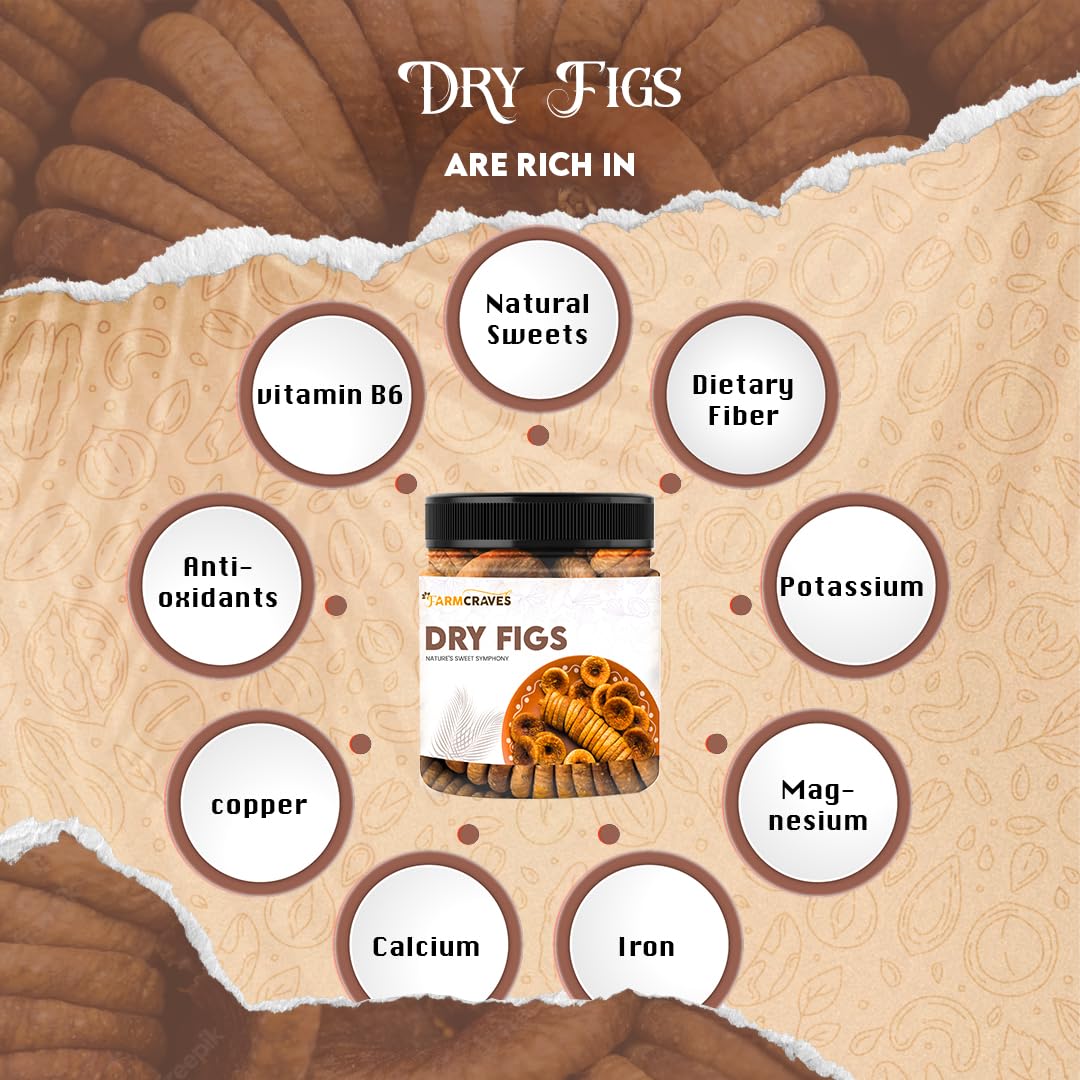 DRY FIGS
ARE RICH IN
Natural
Sweets
vitamin B6
Dietary
Fiber
Anti-
oxidants
Potassium
FARMCRAVES
DRY FIGS
NATURE'S SWEET SYMPHONY
copper
Mag-
nesium
Calcium
Iron